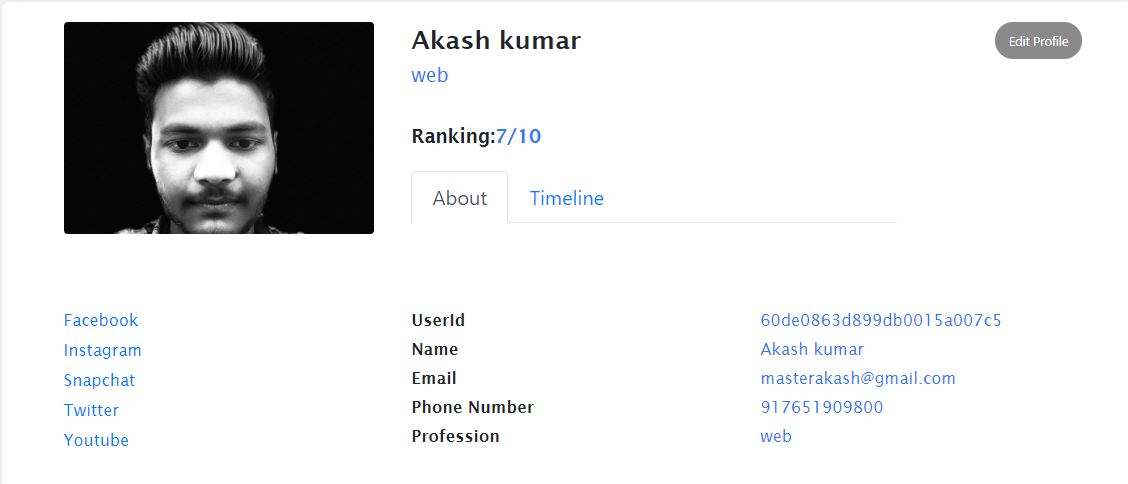 Akash kumar
Edit Profile
web
Ranking:7/10
About Timeline
Facebook
Instagram
Snapchat
Twitter
Youtube
UserId 60de0863d899db0015a007c5
Name Akash kumar
Email masterakash@gmail.com
Phone Number 917651909800
Profession web